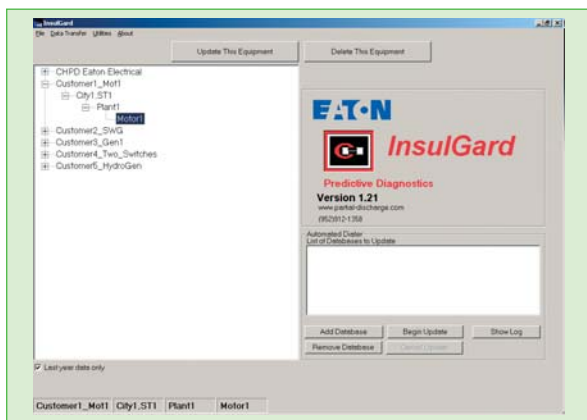 InsulGard
File Data Transfer Utilities About
Update This Equipment Delete This Equipment
CHPD Eaton Electrical
Customer1_Mot1
City1,ST1
Plant1
Motor1
Customer2_SWG
Customer3_Gen1
Customer4_Two_Switches
Customer5_HydroGen
EATON
InsulGard
Predictive Diagnostics
Version 1.21
www.partial-discharge.com
(952)912-1358
Automated Dialer
List of Databases to Update
Add Database Begin Update Show Log
Remove Database Cancel Update
Last year data only
Customer1_Mot1 City1,ST1 Plant1 Motor1